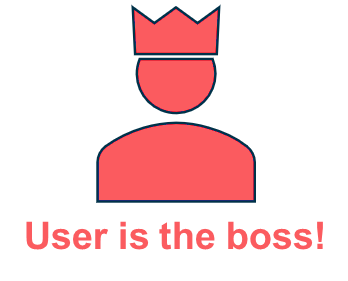 User is the boss!